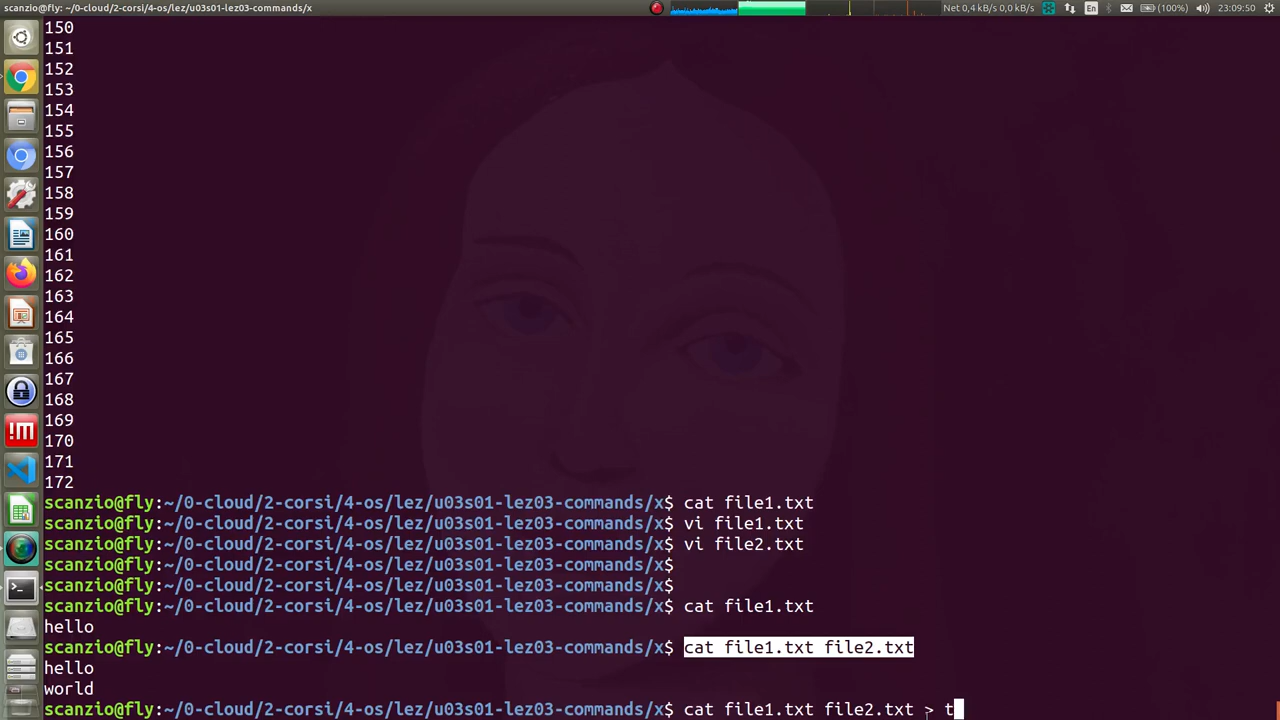 scanzio@fly: ~/0-cloud/2-corsi/4-os/lez/u03s01-lez03-commands/x
Net 0,4 kB/s 0,0 kB/s
En
(100%)
23:09:50
150
151
152
153
154
155
156
157
158
159
160
161
162
163
164
165
166
167
168
169
170
171
172
scanzio@fly:~/0-cloud/2-corsi/4-os/lez/u03s01-lez03-commands/x$ cat file1.txt
scanzio@fly:~/0-cloud/2-corsi/4-os/lez/u03s01-lez03-commands/x$ vi file1.txt
scanzio@fly:~/0-cloud/2-corsi/4-os/lez/u03s01-lez03-commands/x$ vi file2.txt
scanzio@fly:~/0-cloud/2-corsi/4-os/lez/u03s01-lez03-commands/x$
scanzio@fly:~/0-cloud/2-corsi/4-os/lez/u03s01-lez03-commands/x$
scanzio@fly:~/0-cloud/2-corsi/4-os/lez/u03s01-lez03-commands/x$ cat file1.txt
hello
scanzio@fly:~/0-cloud/2-corsi/4-os/lez/u03s01-lez03-commands/x$ cat file1.txt file2.txt
hello
world
scanzio@fly:~/0-cloud/2-corsi/4-os/lez/u03s01-lez03-commands/x$ cat file1.txt file2.txt > t